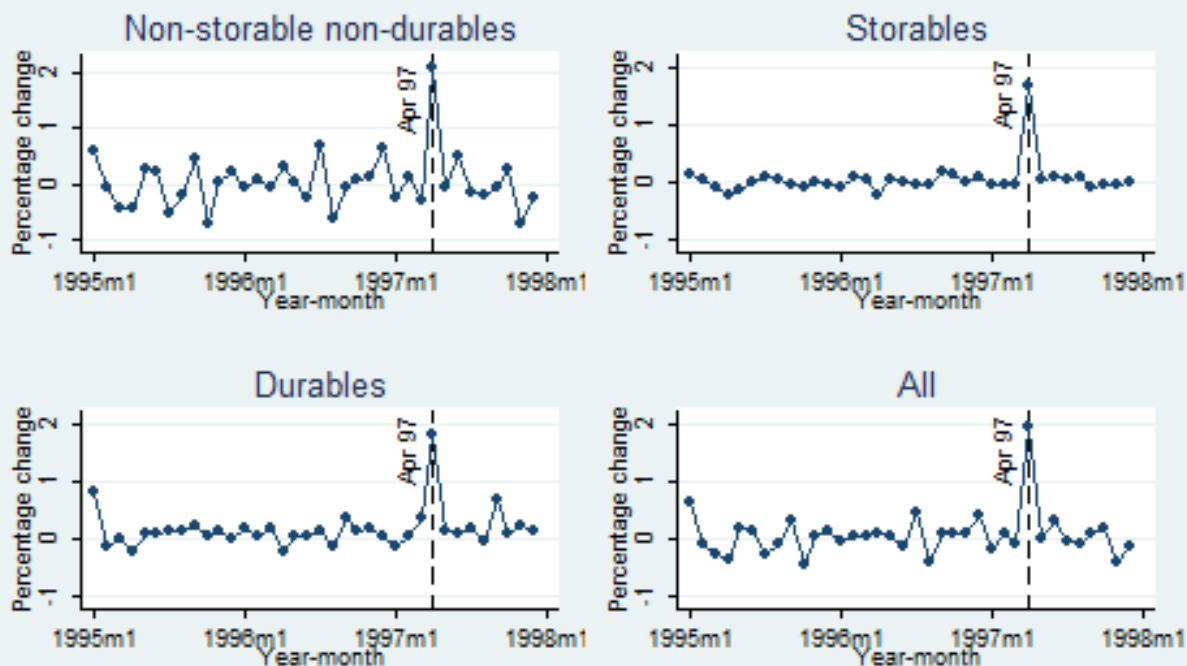 Non-storable non-durables
Percentage change
-1 0 1 2
Apr 97
1995m1 1996m1 1997m1 1998m1
Year-month
Storables
Percentage change
-1 0 1 2
Apr 97
1995m1 1996m1 1997m1 1998m1
Year-month
Durables
Percentage change
-1 0 1 2
Apr 97
1995m1 1996m1 1997m1 1998m1
Year-month
All
Percentage change
-1 0 1 2
Apr 97
1995m1 1996m1 1997m1 1998m1
Year-month